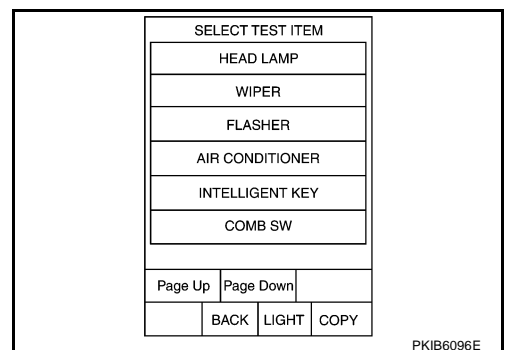 SELECT TEST ITEM
HEAD LAMP
WIPER
FLASHER
AIR CONDITIONER
INTELLIGENT KEY
COMB SW
Page Up Page Down
BACK LIGHT COPY
PKIB6096E